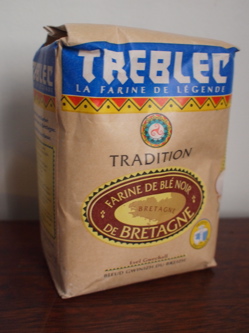 TREBLEC
LA FARINE DE LÉGENDE
TRADITION
FARINE DE BLÉ NOIR
BRETAGNE
DE BRETAGNE